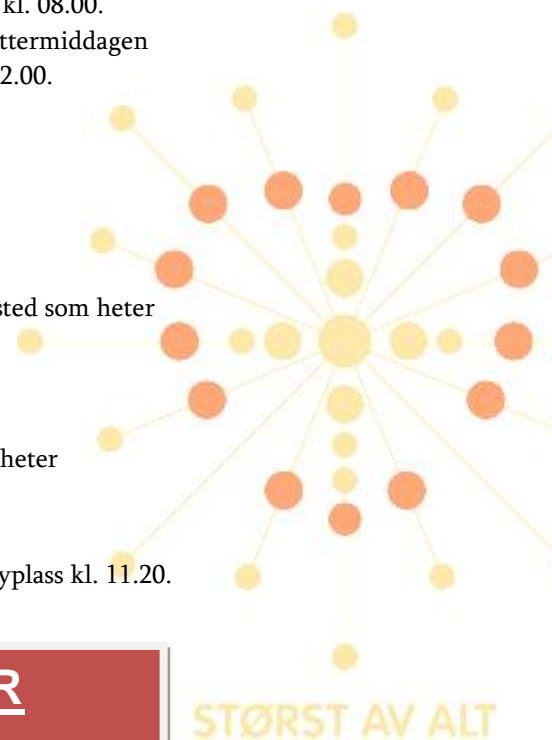 kl. 08.00.
ttermiddagen
2.00.
sted som heter
heter
yplass kl. 11.20.
R
STØRST AV ALT